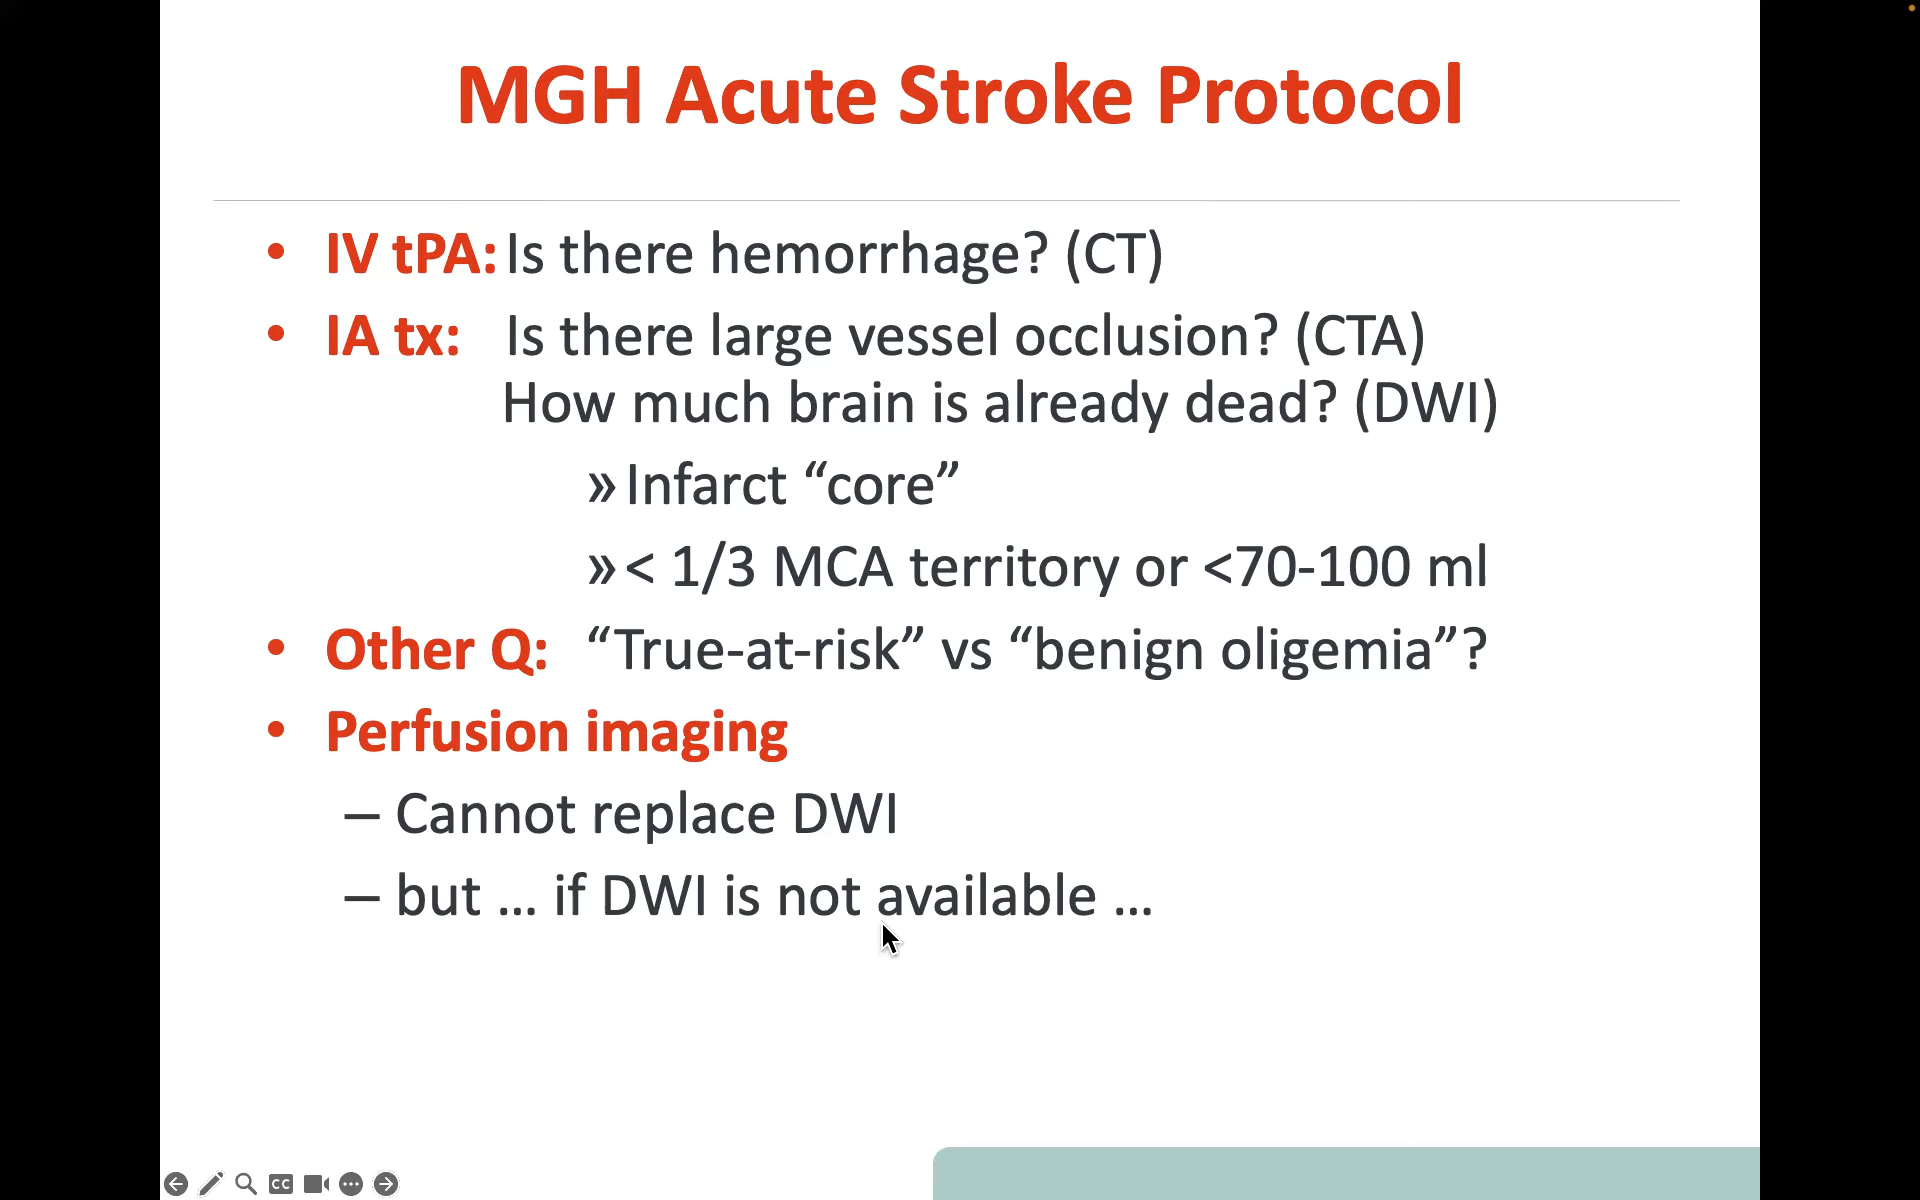 MGH Acute Stroke Protocol
• IV tPA: Is there hemorrhage? (CT)
• IA tx: Is there large vessel occlusion? (CTA)
How much brain is already dead? (DWI)
» Infarct “core”
» < 1/3 MCA territory or <70-100 ml
• Other Q: “True-at-risk” vs “benign oligemia”?
• Perfusion imaging
– Cannot replace DWI
– but ... if DWI is not available ...
CC